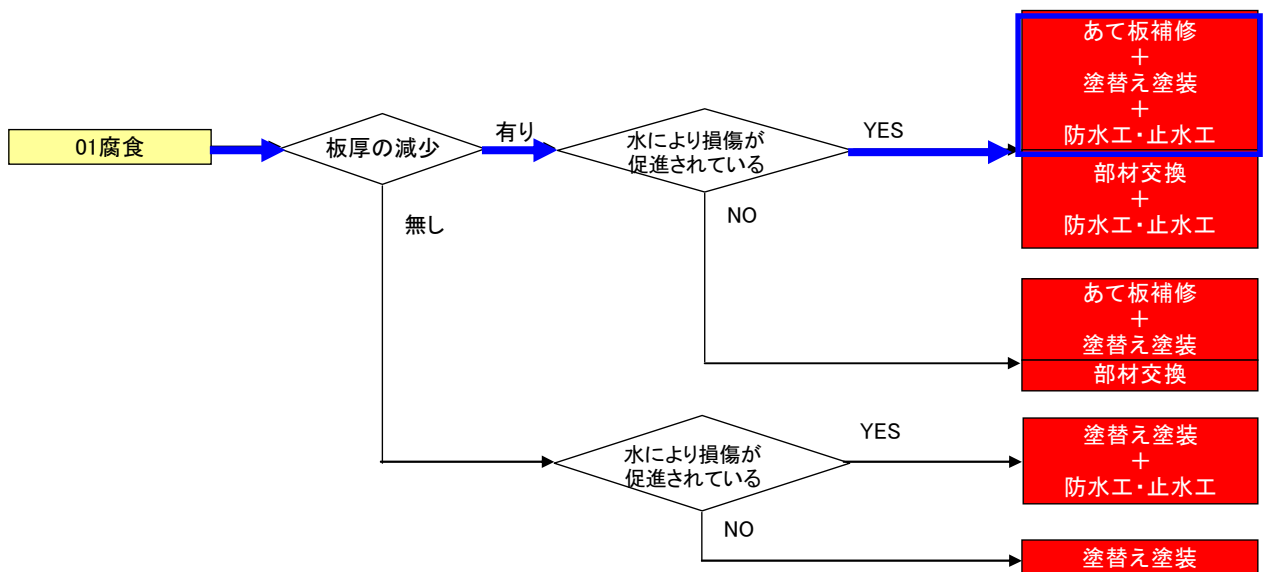 01腐食
板厚の減少
有り
無し
水により損傷が
促進されている
YES
NO
あて板補修
＋
塗替え塗装
＋
防水工・止水工
部材交換
＋
防水工・止水工
あて板補修
＋
塗替え塗装
部材交換
水により損傷が
促進されている
YES
NO
塗替え塗装
＋
防水工・止水工
塗替え塗装